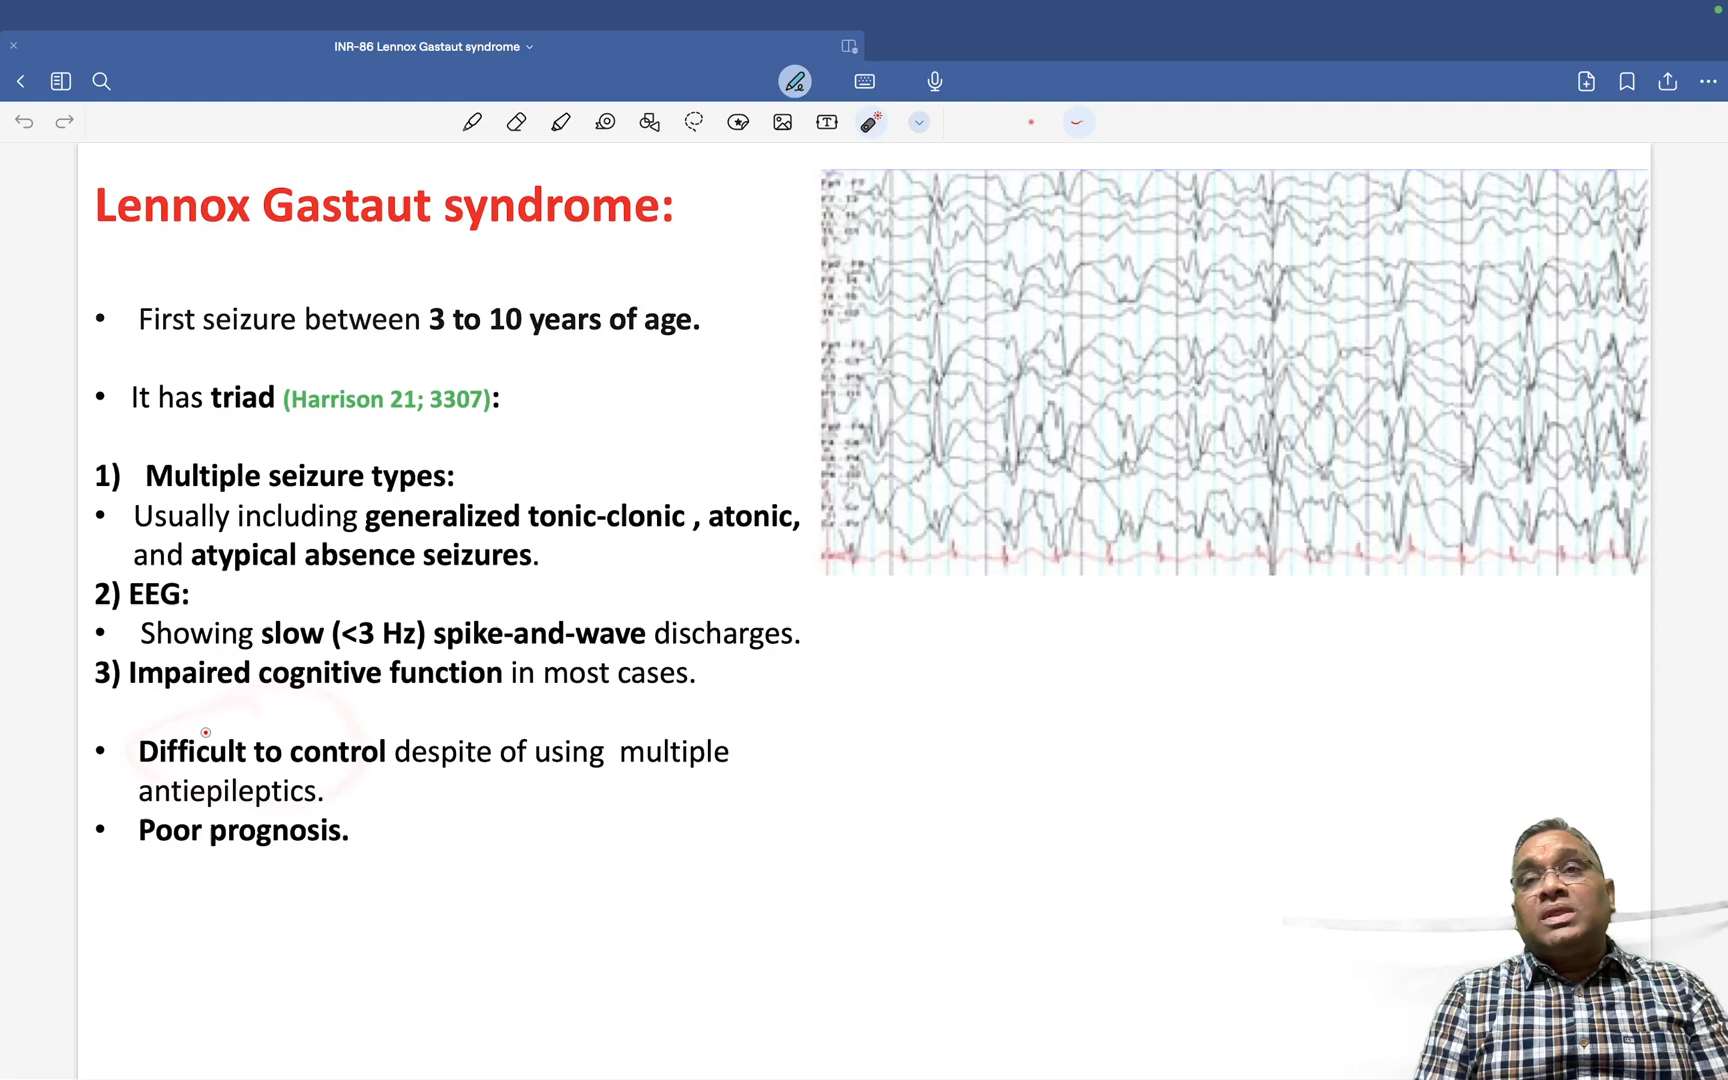 INR-86 Lennox Gastaut syndrome
Lennox Gastaut syndrome:
• First seizure between 3 to 10 years of age.
• It has triad (Harrison 21; 3307):
1) Multiple seizure types:
• Usually including generalized tonic-clonic , atonic,
and atypical absence seizures.
2) EEG:
• Showing slow (<3 Hz) spike-and-wave discharges.
3) Impaired cognitive function in most cases.
• Difficult to control despite of using multiple
antiepileptics.
• Poor prognosis.